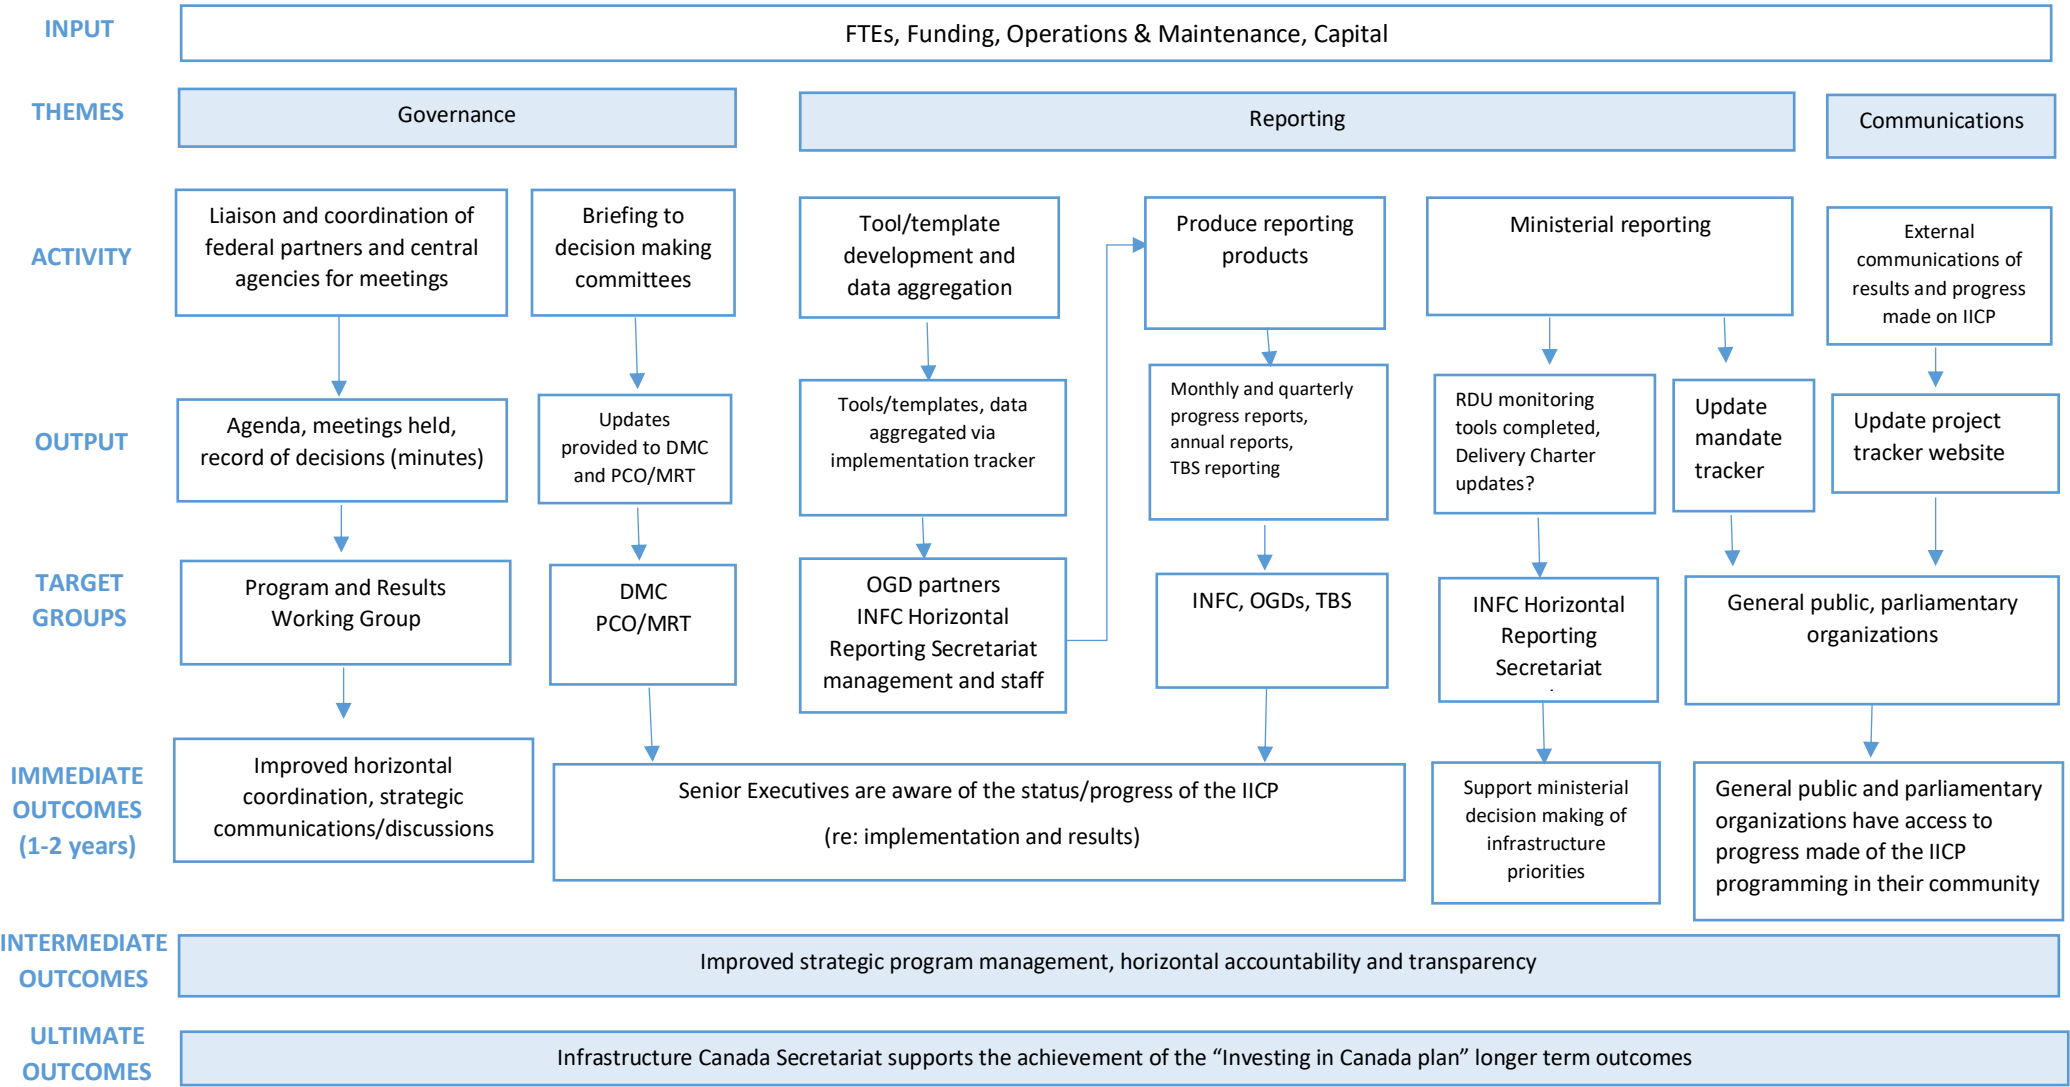 INPUT
FTEs, Funding, Operations & Maintenance, Capital
THEMES
Governance
Reporting
Communications
ACTIVITY
Liaison and coordination of
federal partners and central
agencies for meetings
Briefing to
decision making
committees
Tool/template
development and
data aggregation
Produce reporting
products
Ministerial reporting
External
communications of
results and progress
made on IICP
OUTPUT
Agenda, meetings held,
record of decisions (minutes)
Updates
provided to DMC
and PCO/MRT
Tools/templates, data
aggregated via
implementation tracker
Monthly and quarterly
progress reports,
annual reports,
TBS reporting
RDU monitoring
tools completed,
Delivery Charter
updates?
Update
mandate
tracker
Update project
tracker website
TARGET
GROUPS
Program and Results
Working Group
DMC
PCO/MRT
OGD partners
INFC Horizontal
Reporting Secretariat
management and staff
INFC, OGDs, TBS
INFC Horizontal
Reporting
Secretariat
General public, parliamentary
organizations
IMMEDIATE
OUTCOMES
(1-2 years)
Improved horizontal
coordination, strategic
communications/discussions
Senior Executives are aware of the status/progress of the IICP
(re: implementation and results)
Support ministerial
decision making of
infrastructure
priorities
General public and parliamentary
organizations have access to
progress made of the IICP
programming in their community
INTERMEDIATE
OUTCOMES
Improved strategic program management, horizontal accountability and transparency
ULTIMATE
OUTCOMES
Infrastructure Canada Secretariat supports the achievement of the “Investing in Canada plan” longer term outcomes